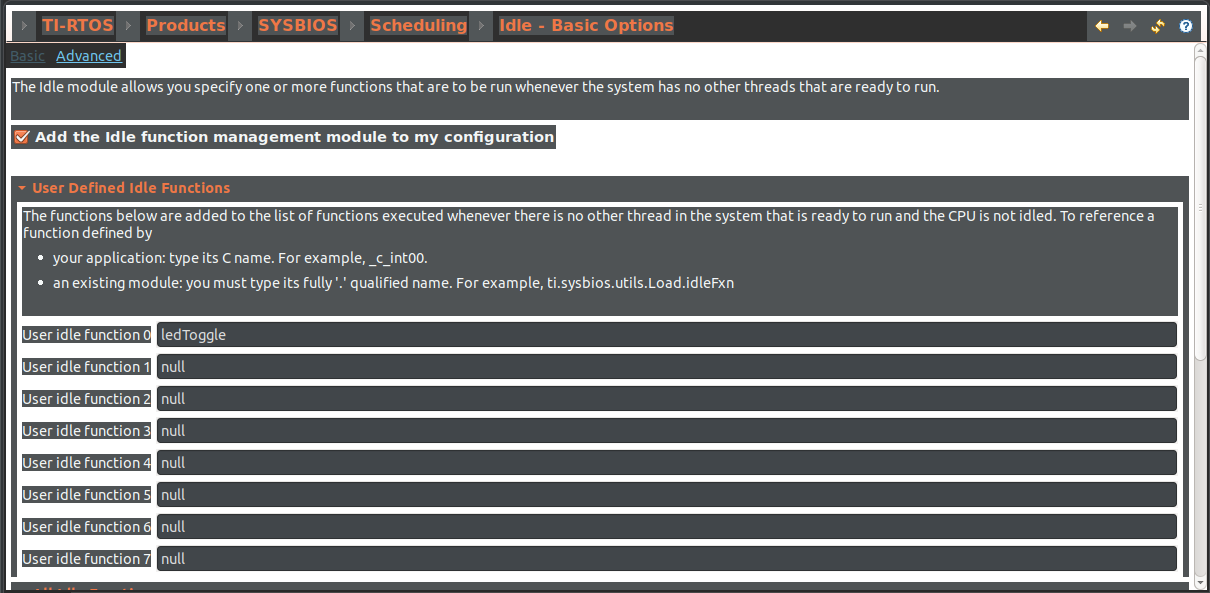 TI-RTOS Products SYSBIOS Scheduling Idle - Basic Options
Basic Advanced
The Idle module allows you specify one or more functions that are to be run whenever the system has no other threads that are ready to run.
Add the Idle function management module to my configuration
User Defined Idle Functions
The functions below are added to the list of functions executed whenever there is no other thread in the system that is ready to run and the CPU is not idled. To reference a
function defined by
• your application: type its C name. For example, _c_int00.
• an existing module: you must type its fully '.' qualified name. For example, ti.sysbios.utils.Load.idleFxn
User idle function 0 ledToggle
User idle function 1 null
User idle function 2 null
User idle function 3 null
User idle function 4 null
User idle function 5 null
User idle function 6 null
User idle function 7 null